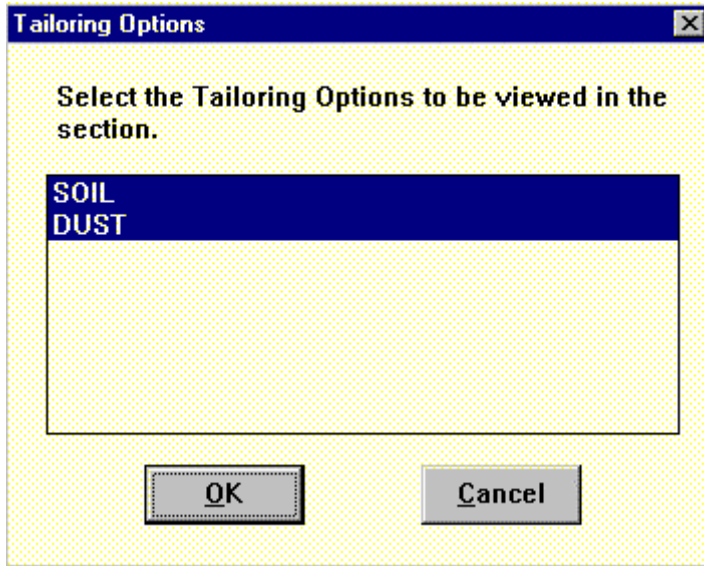 Tailoring Options
Select the Tailoring Options to be viewed in the
section.
SOIL
DUST
OK
Cancel